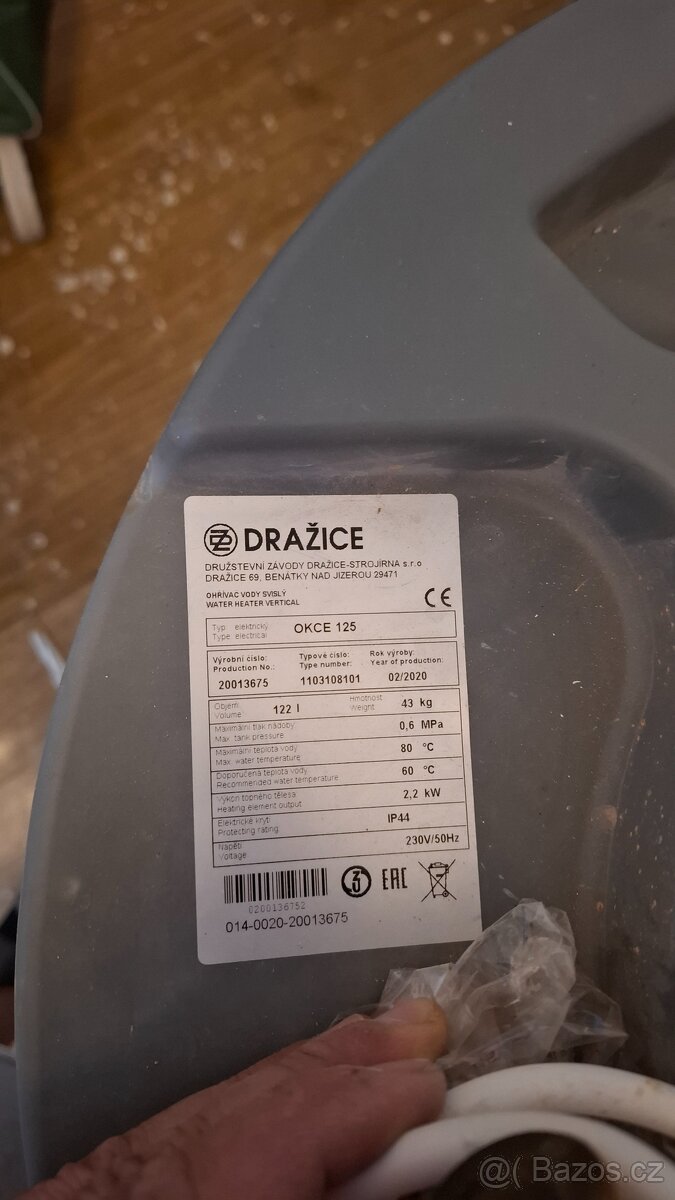 DRAŽICE
DRUŽSTEVNÍ ZÁVODY DRAŽICE-STROJÍRNA s.r.o
DRAŽICE 69, BENÁTKY NAD JIZEROU 29471
OHŘÍVAČ VODY SVISLÝ
WATER HEATER VERTICAL
CE
Typ elektrický
Type electrical
OKCE 125
Výrobní číslo:
Production No.:
20013675
Typové číslo:
Type number:
1103108101
Rok výroby:
Year of production:
02/2020
Objem
Volume
122 l
Hmotnost
Weight
43 kg
Maximální tlak nádoby
Max. tank pressure
0,6 MPa
Maximální teplota vody
Max. water temperature
80 °C
Doporučená teplota vody
Recommended water temperature
60 °C
Výkon topného tělesa
Heating element output
2,2 kW
Elektrické krytí
Protecting rating
IP44
Napětí
Voltage
230V/50Hz
EAC
0200136752
014-0020-20013675
@( Bazos.cz